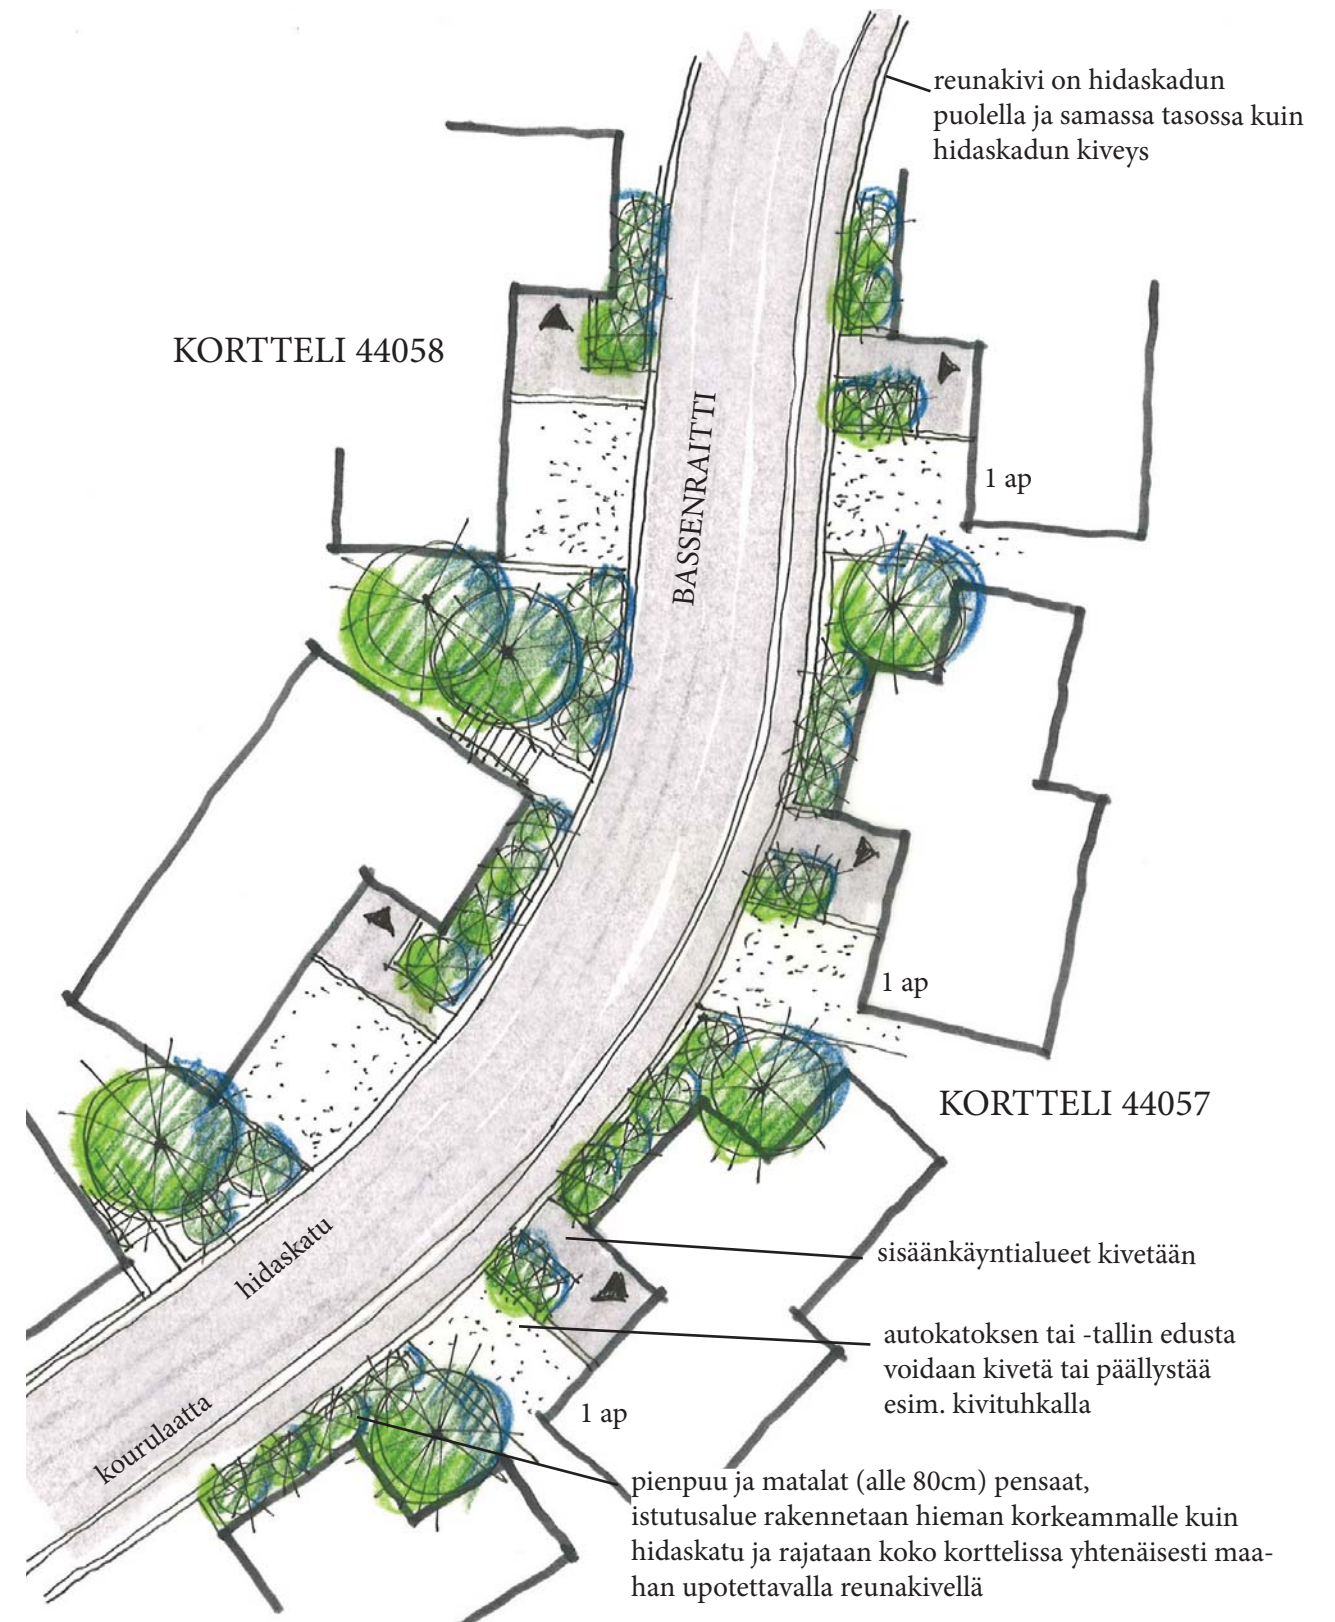 reunakivi on hidaskadun
puolella ja samassa tasossa kuin
hidaskadun kiveys
KORTTELI 44058
BASSENRAITTI
1 ap
1 ap
KORTTELI 44057
hidaskatu
sisäänkäyntialueet kivetään
autokatoksen tai -tallin edusta
voidaan kivetä tai päällystää
esim. kivituhkalla
kourulaatta
1 ap
pienpuu ja matalat (alle 80cm) pensaat,
istutusalue rakennetaan hieman korkeammalle kuin
hidaskatu ja rajataan koko korttelissa yhtenäisesti maa-
han upotettavalla reunakivellä